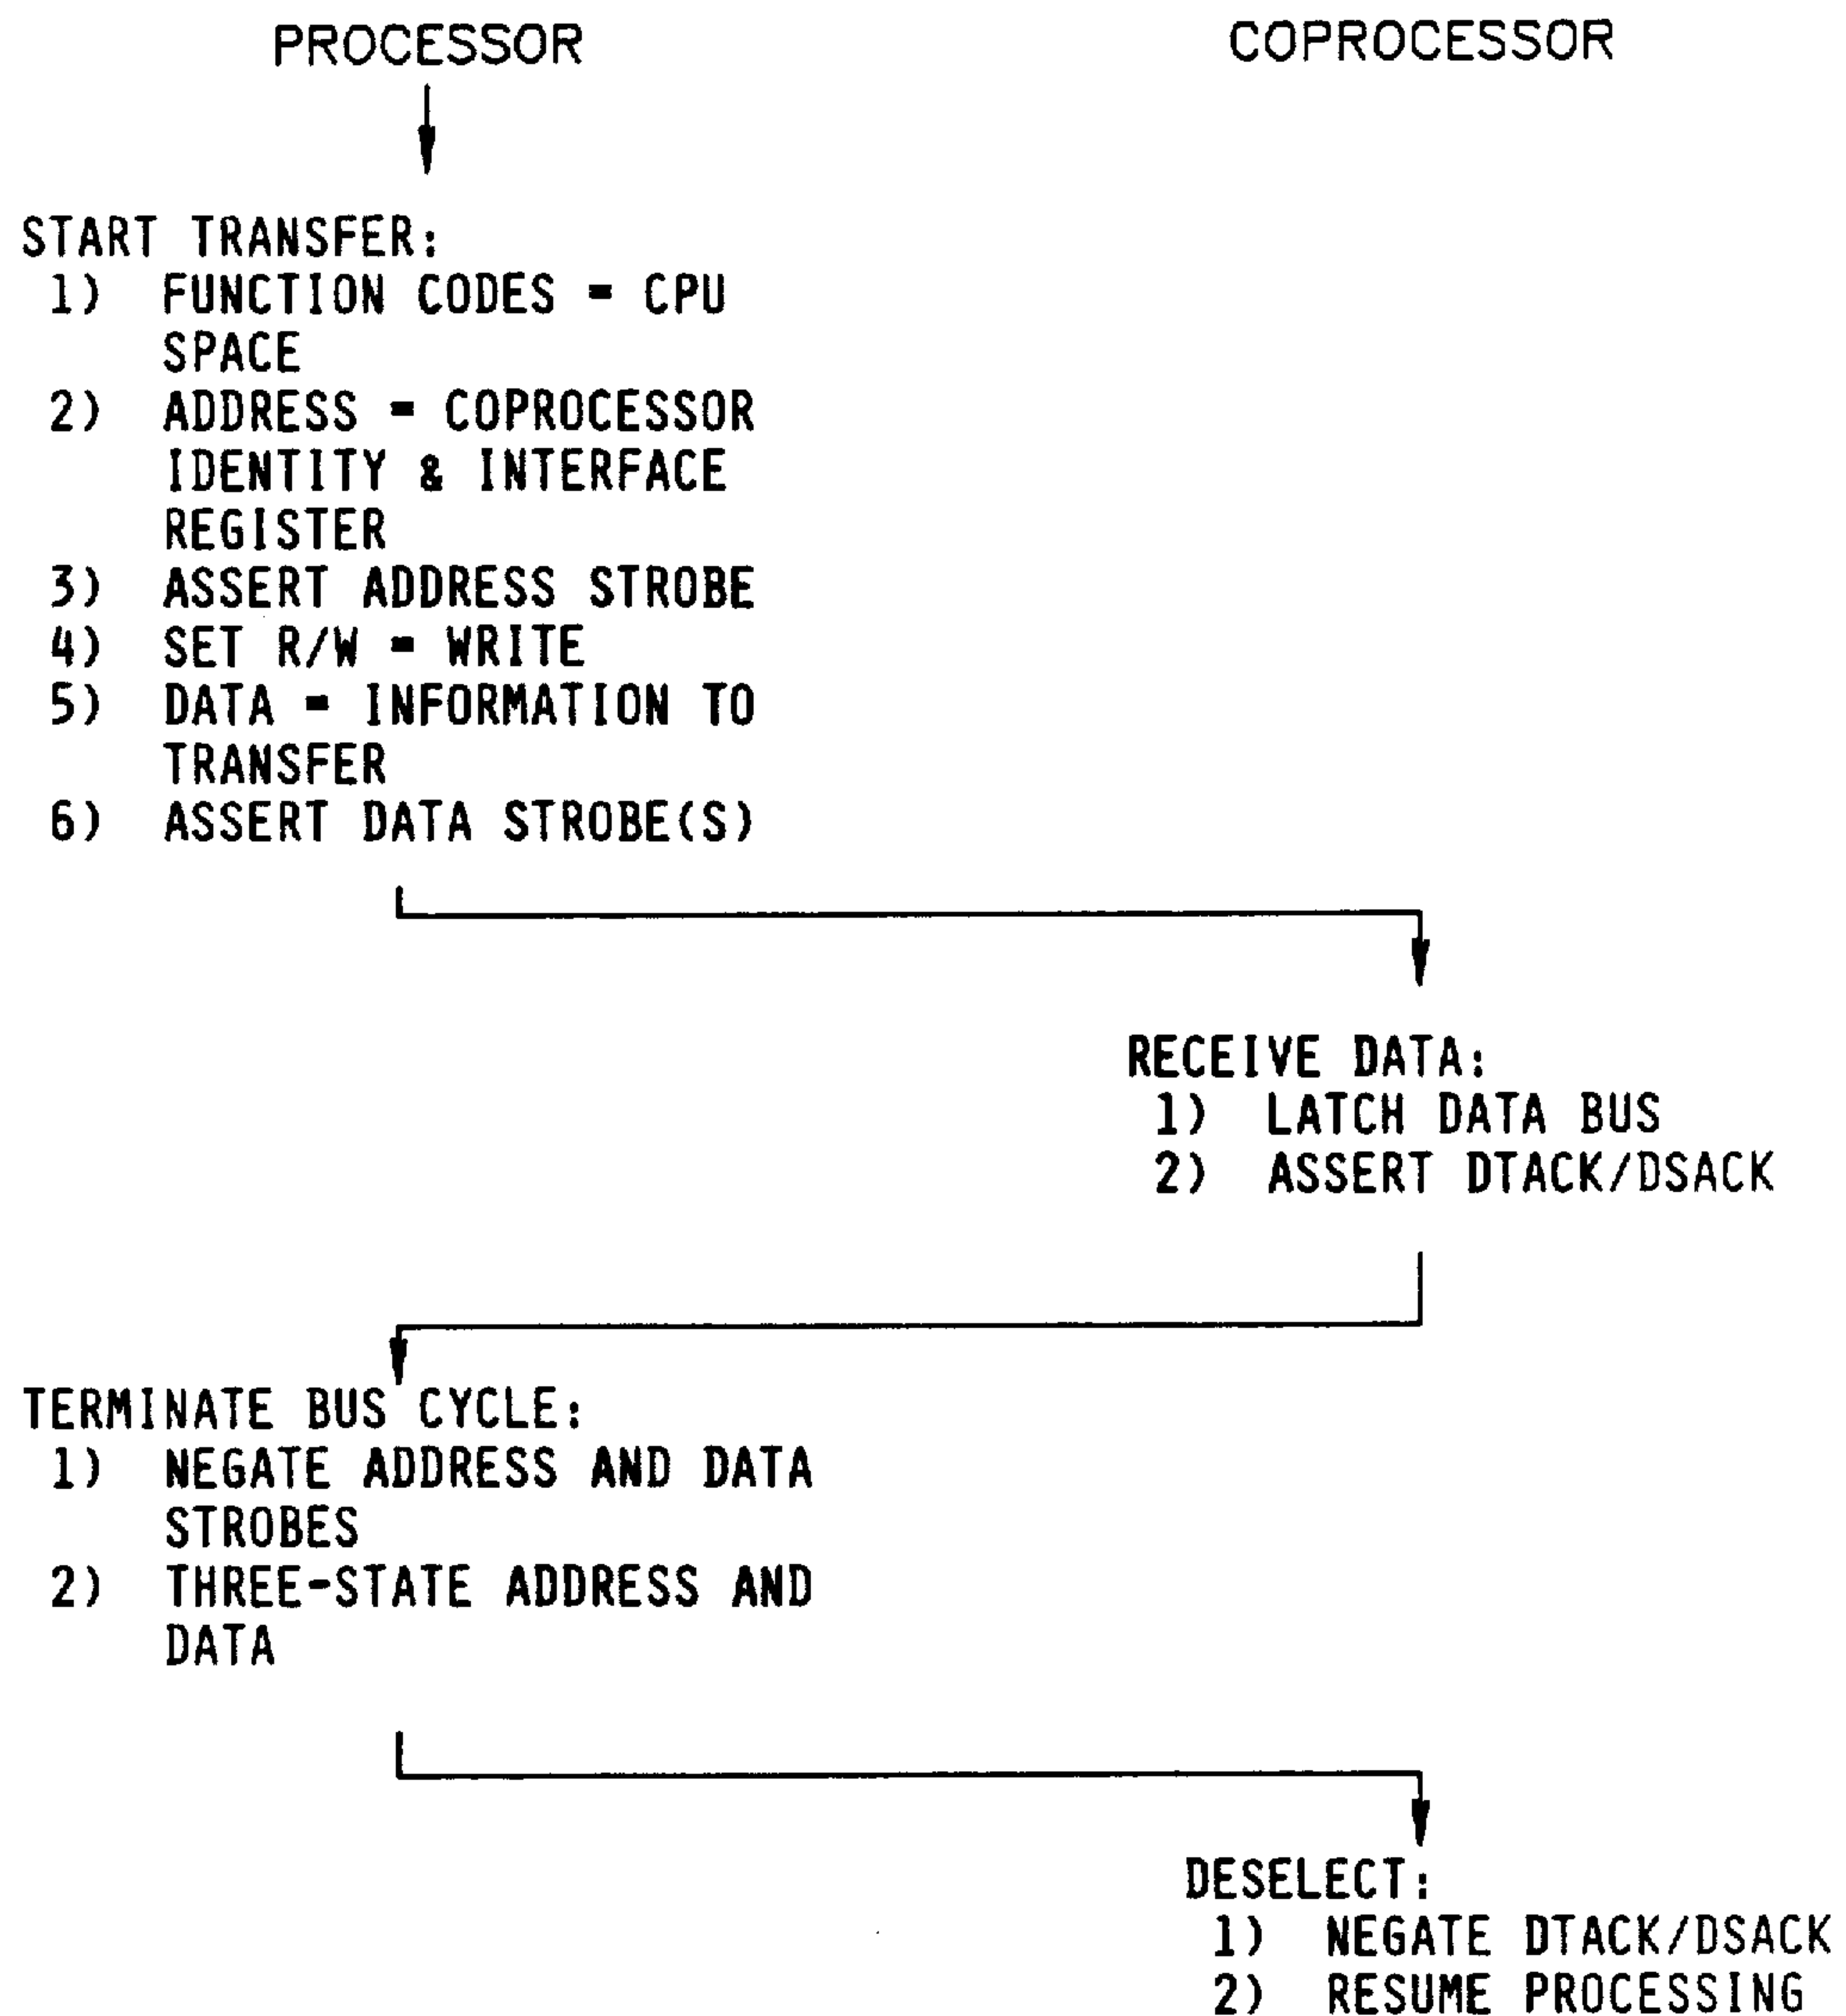 PROCESSOR
COPROCESSOR
START TRANSFER:
1) FUNCTION CODES = CPU
SPACE
2) ADDRESS = COPROCESSOR
IDENTITY & INTERFACE
REGISTER
3) ASSERT ADDRESS STROBE
4) SET R/W = WRITE
5) DATA = INFORMATION TO
TRANSFER
6) ASSERT DATA STROBE(S)
RECEIVE DATA:
1) LATCH DATA BUS
2) ASSERT DTACK/DSACK
TERMINATE BUS CYCLE:
1) NEGATE ADDRESS AND DATA
STROBES
2) THREE-STATE ADDRESS AND
DATA
DESELECT:
1) NEGATE DTACK/DSACK
2) RESUME PROCESSING